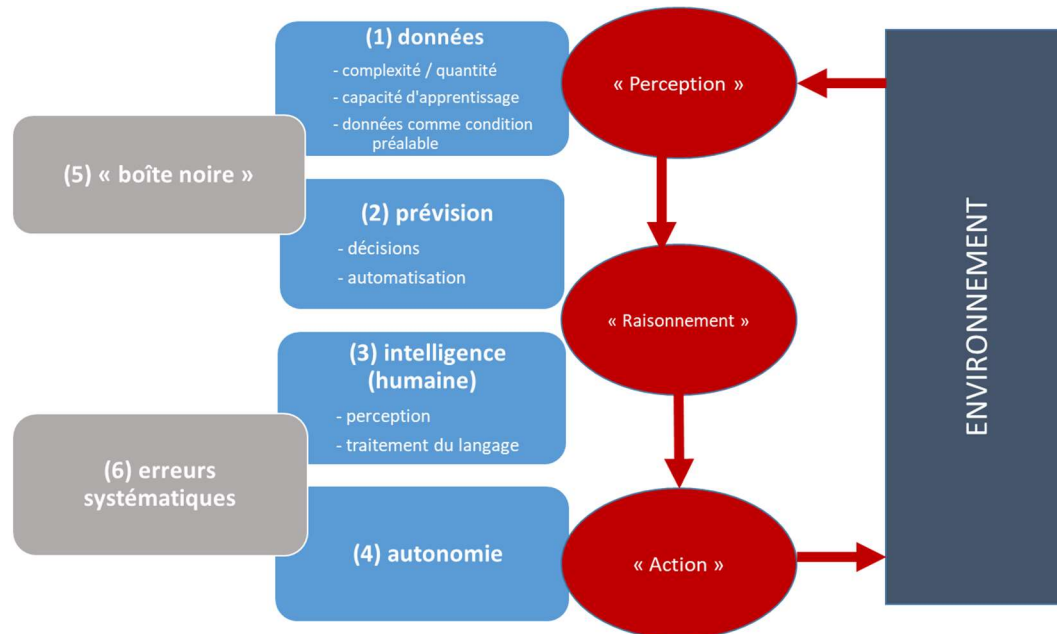 (1) données
- complexité / quantité
- capacité d'apprentissage
- données comme condition
préalable
« Perception »
(5) « boîte noire »
(2) prévision
- décisions
- automatisation
« Raisonnement »
(3) intelligence
(humaine)
- perception
- traitement du langage
(6) erreurs
systématiques
(4) autonomie
« Action »
ENVIRONNEMENT